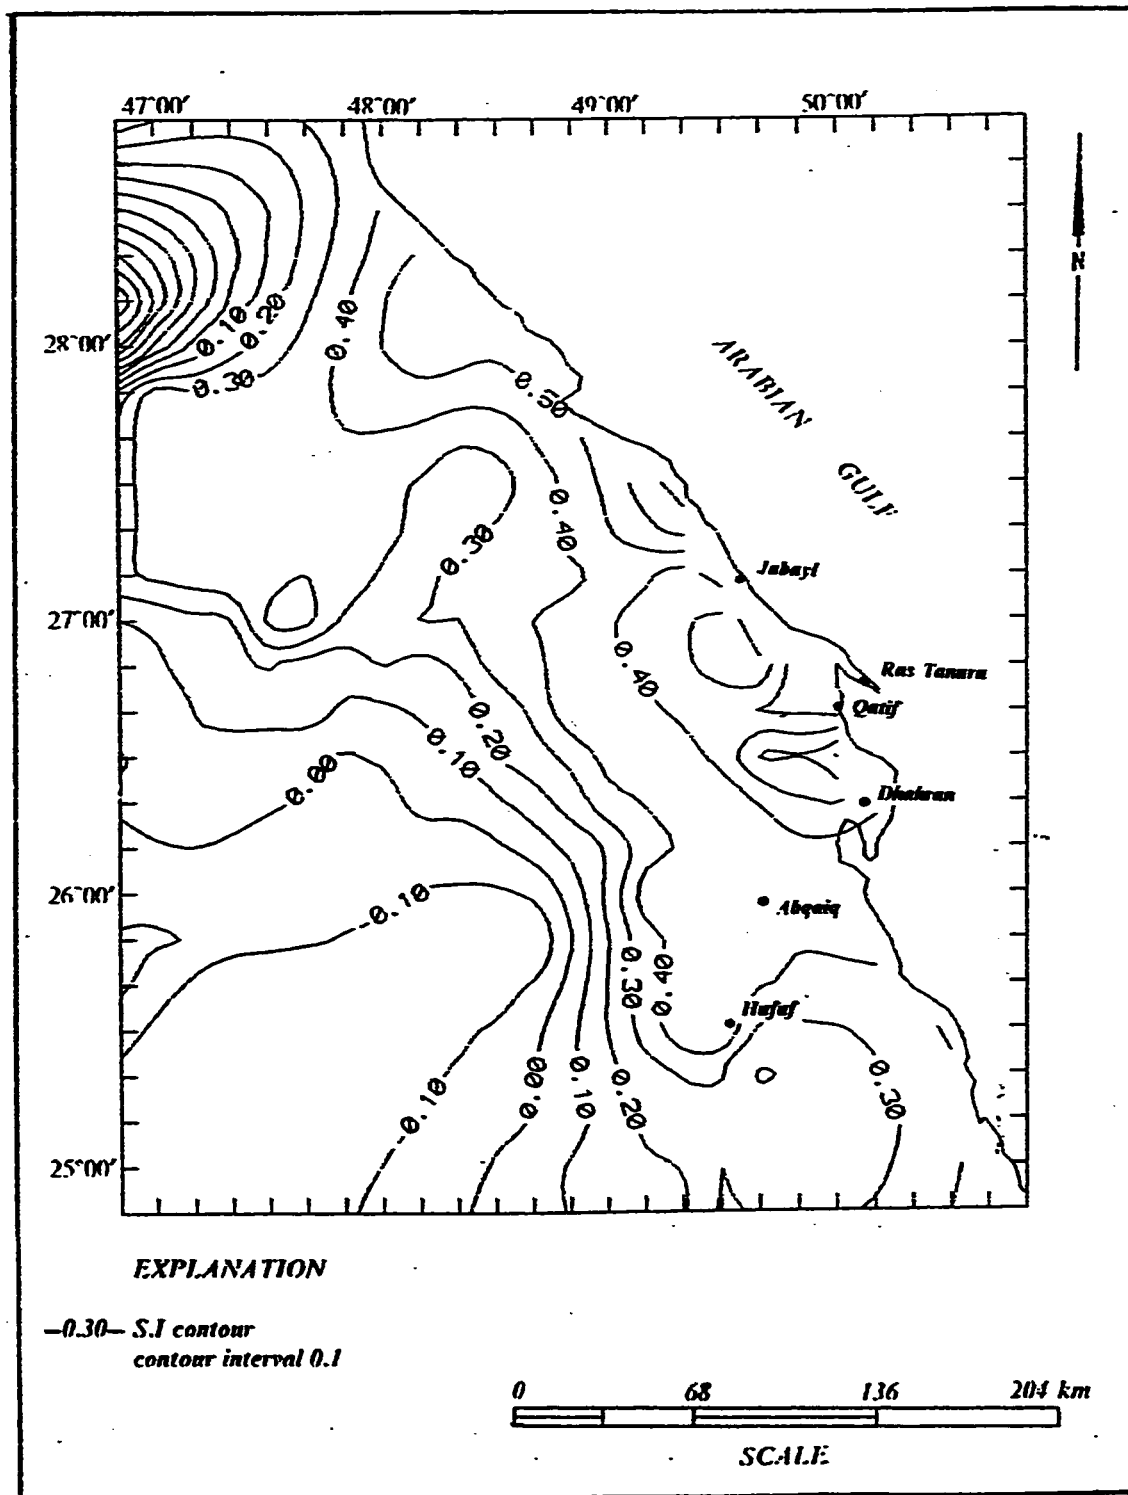 47°00' 48°00' 49°00' 50°00'
N
0.10
0.20
0.40
28°00'
0.30
0.50
ARABIAN
GULF
0.40
0.30
Jubayl
27°00'
0.40
Ras Tanura
Qatif
0.20
0.10
0.00
Dhahran
26°00'
-0.10
Abqaiq
0.30
0.40
Hufuf
-0.10
0.00
0.10
0.20
0.30
25°00'
EXPLANATION
—0.30— S.I contour
contour interval 0.1
0 68 136 204 km
SCALE